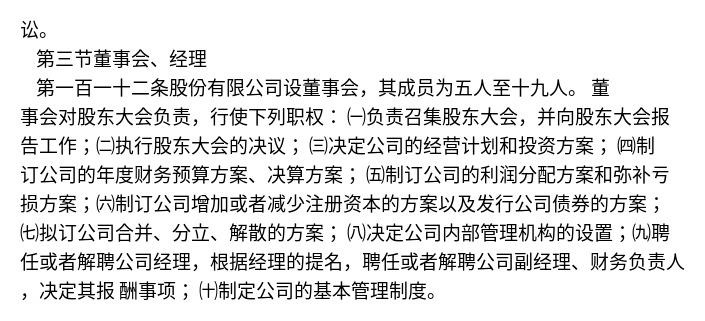 讼。
第三节董事会、经理
第一百一十二条股份有限公司设董事会，其成员为五人至十九人。 董
事会对股东大会负责，行使下列职权： ㈠负责召集股东大会，并向股东大会报
告工作；㈡执行股东大会的决议； ㈢决定公司的经营计划和投资方案； ㈣制
订公司的年度财务预算方案、决算方案； ㈤制订公司的利润分配方案和弥补亏
损方案；㈥制订公司增加或者减少注册资本的方案以及发行公司债券的方案；
㈦拟订公司合并、分立、解散的方案； ㈧决定公司内部管理机构的设置；㈨聘
任或者解聘公司经理，根据经理的提名，聘任或者解聘公司副经理、财务负责人
，决定其报 酬事项； ㈩制定公司的基本管理制度。